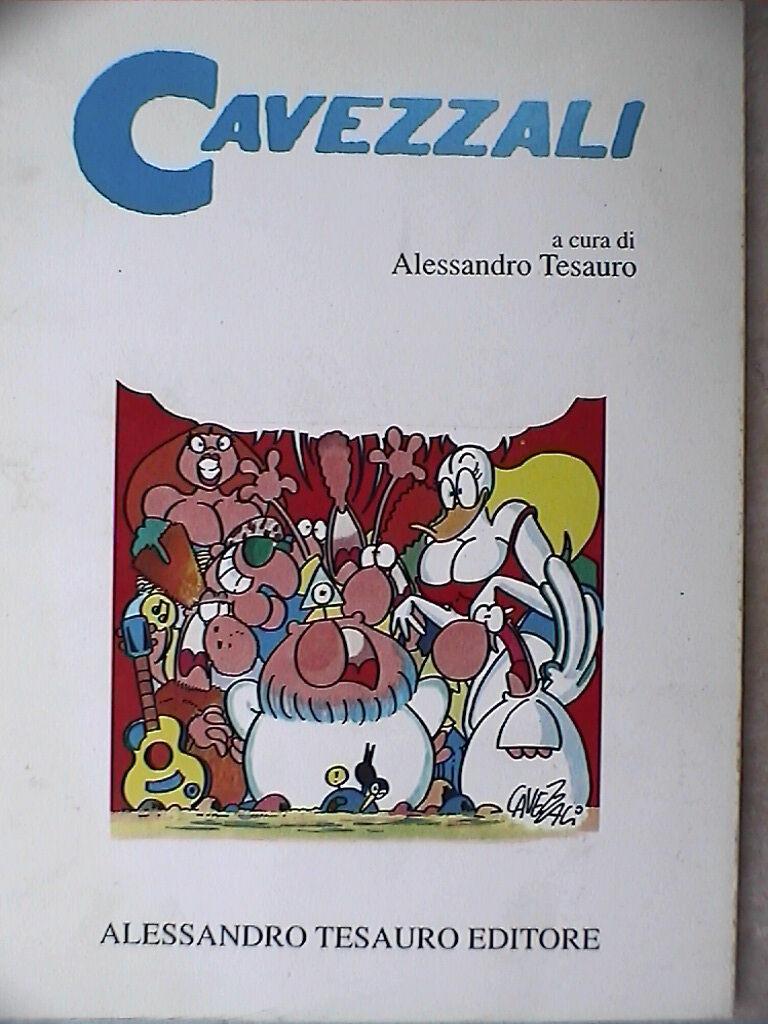 CAVEZZALI
a cura di
Alessandro Tesauro
!
CAVEZZALI
ALESSANDRO TESAURO EDITORE